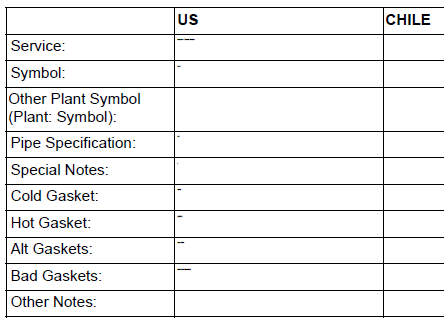 US CHILE
Service:
Symbol:
Other Plant Symbol
(Plant: Symbol):
Pipe Specification:
Special Notes:
Cold Gasket:
Hot Gasket:
Alt Gaskets:
Bad Gaskets:
Other Notes: